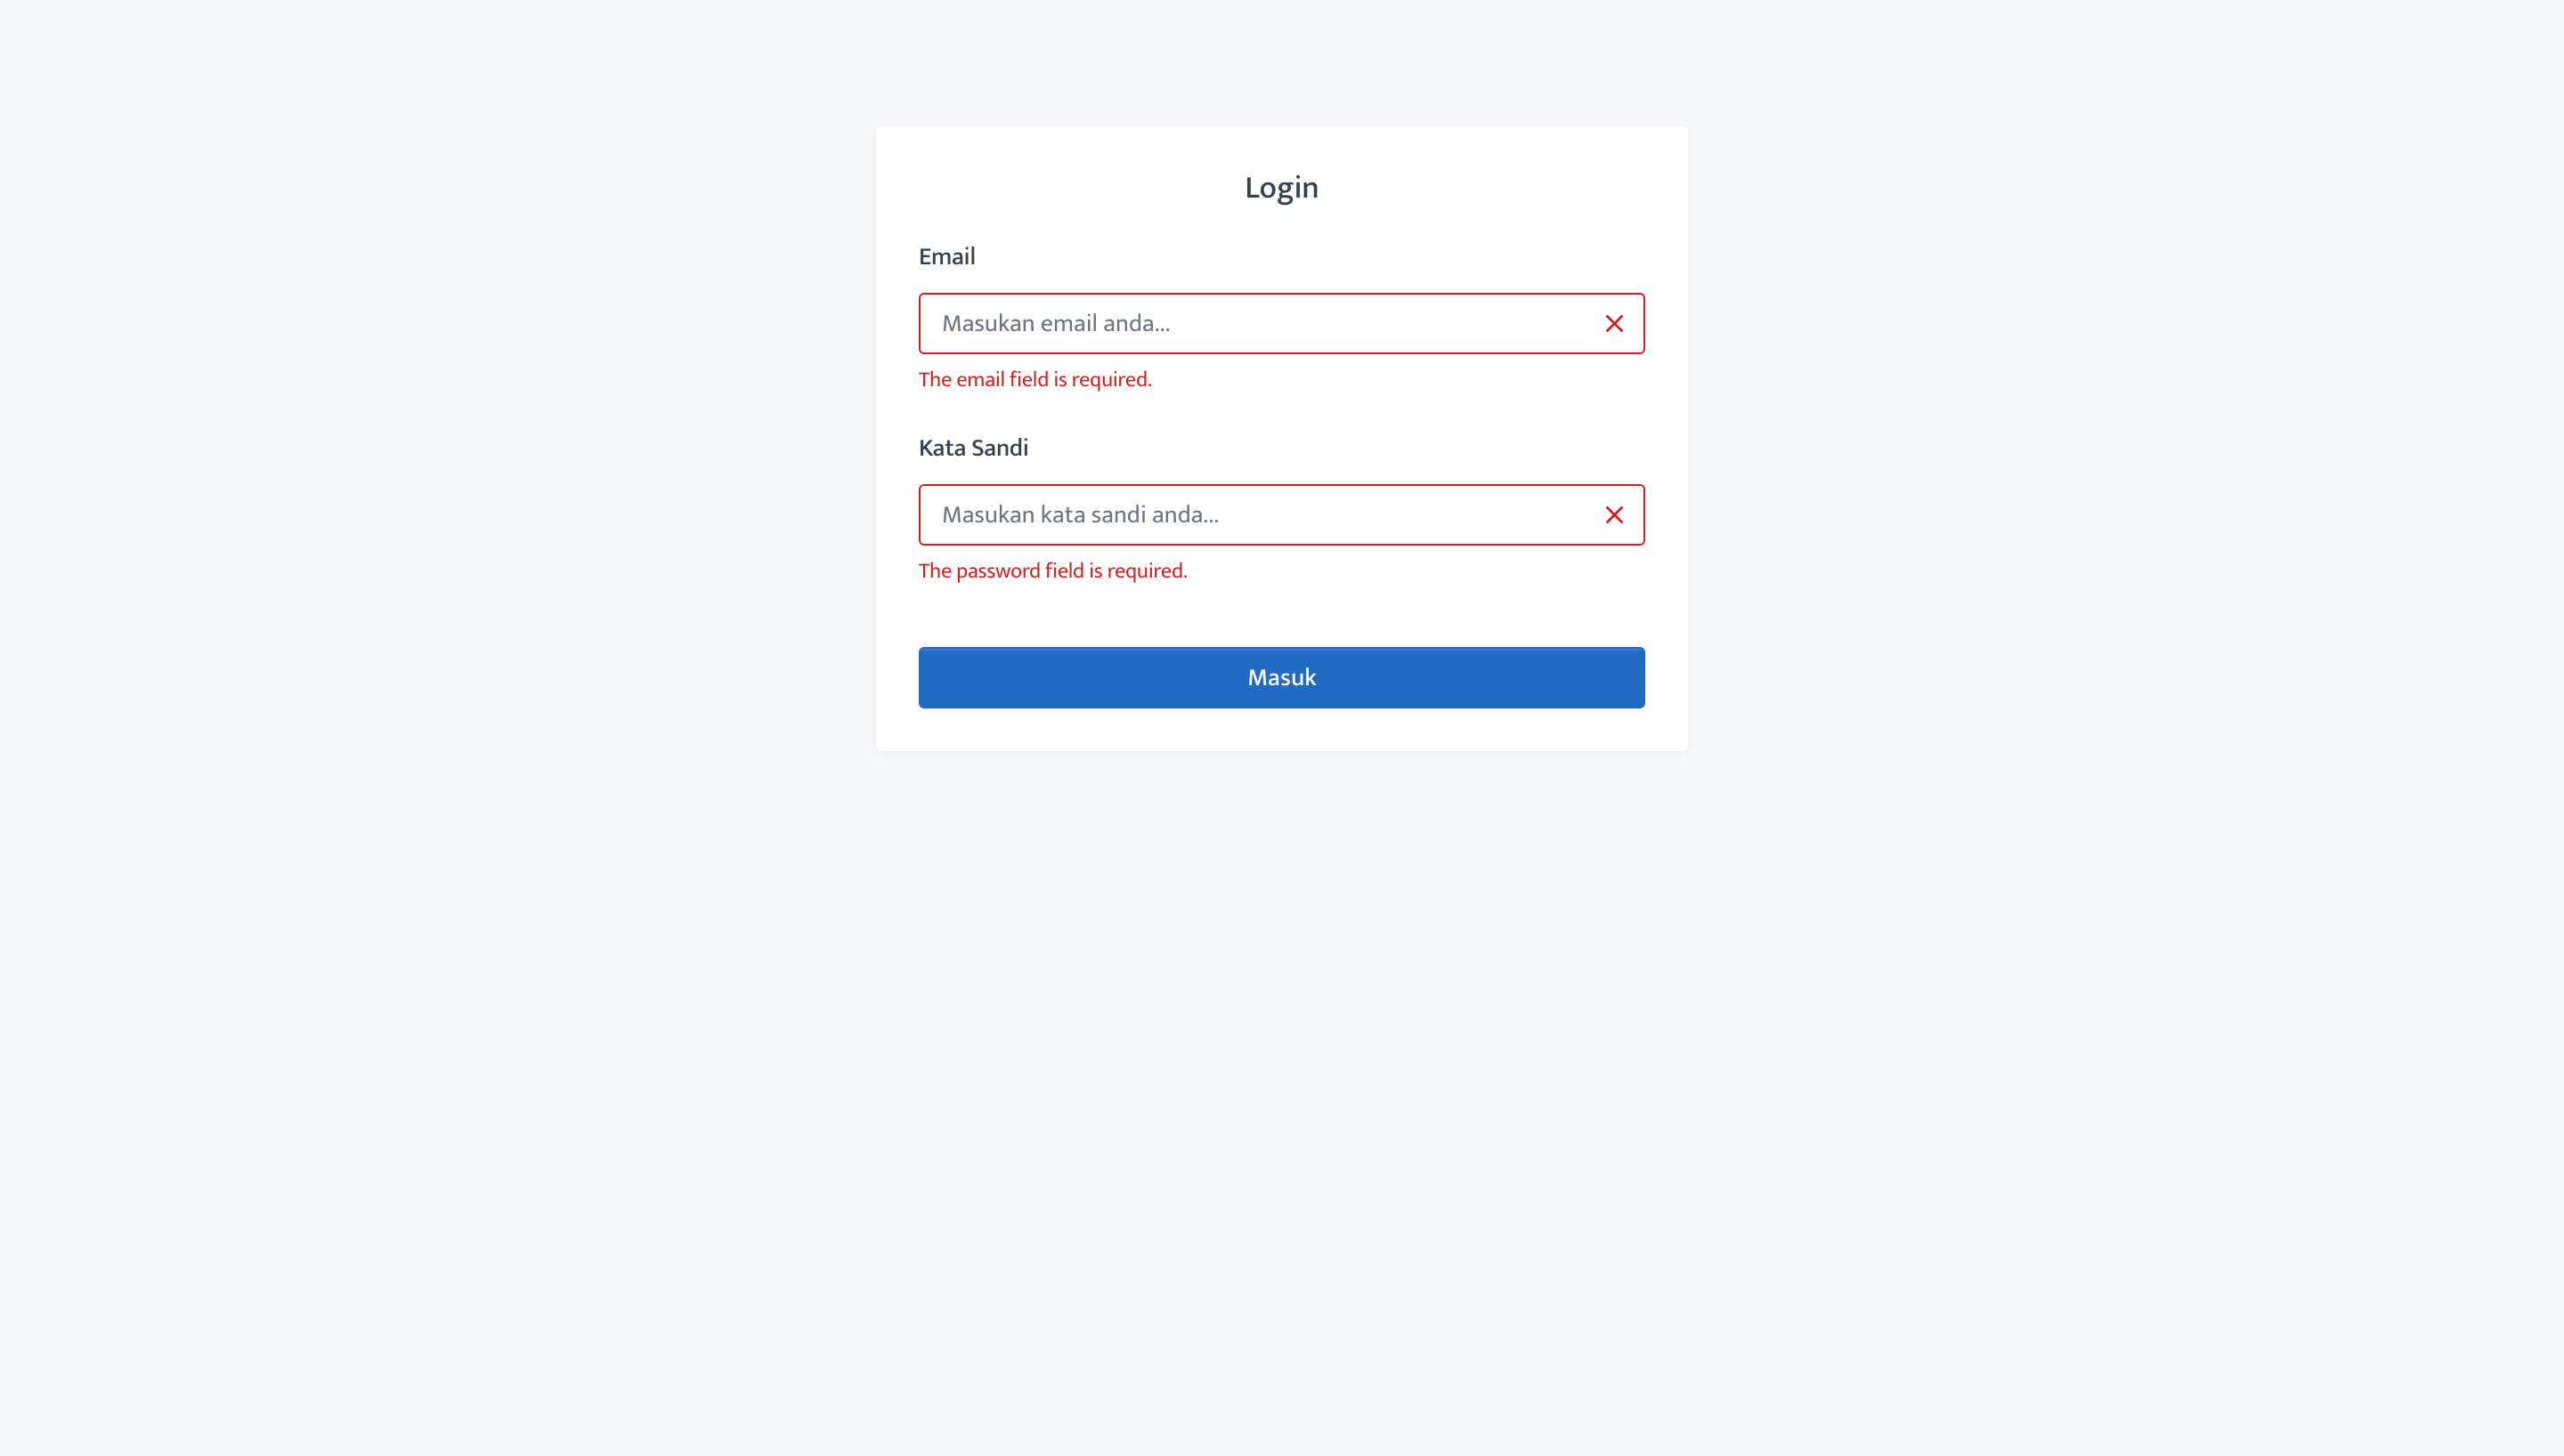 Login
Email
Masukan email anda...
The email field is required.
Kata Sandi
Masukan kata sandi anda...
The password field is required.
Masuk